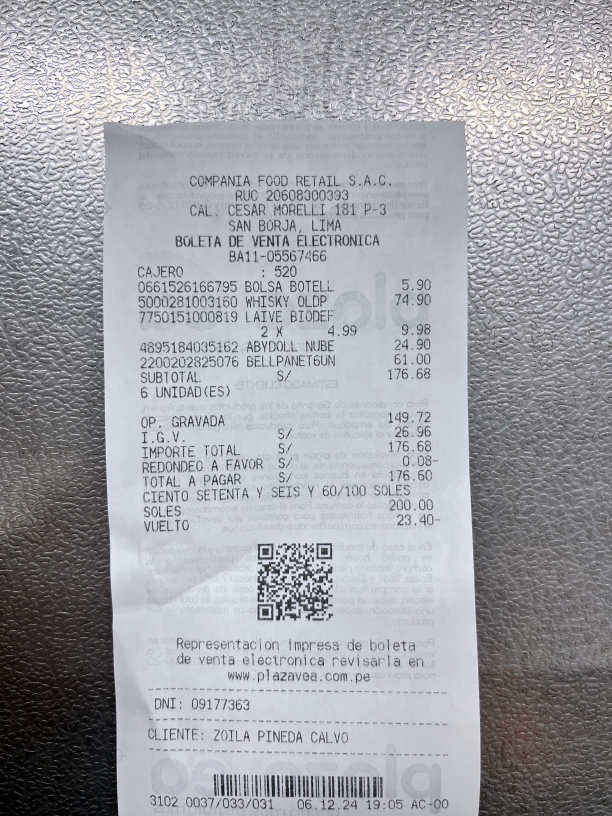 COMPANIA FOOD RETAIL S.A.C.
RUC 20608300393
CAL. CESAR MORELLI 181 P-3
SAN BORJA, LIMA
BOLETA DE VENTA ELECTRONICA
BA11-05567466
CAJERO : 520
0661526166795 BOLSA BOTELL 5.90
5000281003160 WHISKY OLDP 74.90
7750151000819 LAIVE BIODEF
2 X 4.99 9.98
4895184035162 ABYDOLL NUBE 24.90
2200202825076 BELLPANET6UN 61.00
SUBTOTAL S/ 176.68
6 UNIDAD(ES)
OP. GRAVADA 149.72
I.G.V. S/ 26.96
IMPORTE TOTAL S/ 176.68
REDONDEO A FAVOR S/ 0.08-
TOTAL A PAGAR S/ 176.60
CIENTO SETENTA Y SEIS Y 60/100 SOLES
SOLES 200.00
VUELTO 23.40-
Representacion impresa de boleta
de venta electronica revisarla en
www.plazavea.com.pe
DNI: 09177363
CLIENTE: ZOILA PINEDA CALVO
3102 0037/033/031 06.12.24 19:05 AC-00